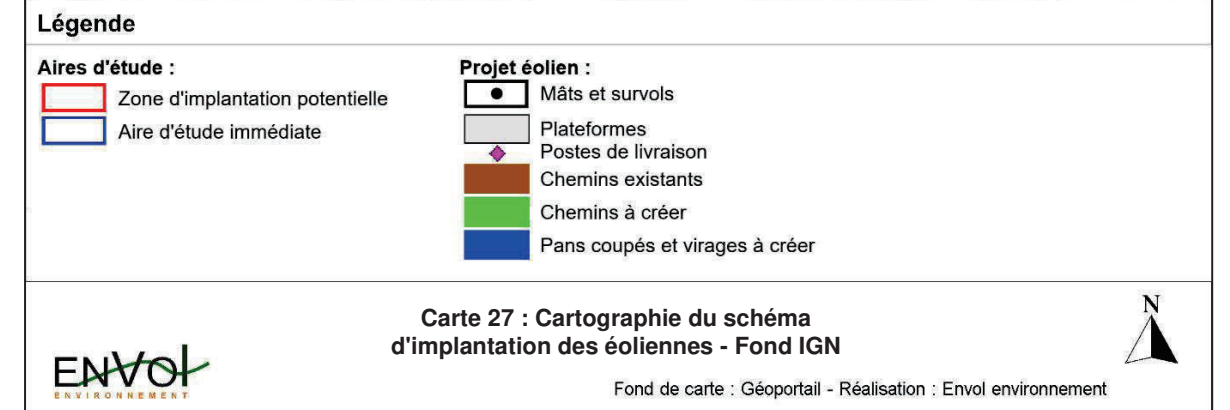 Légende
Aires d'étude :
Zone d'implantation potentielle
Aire d'étude immédiate
Projet éolien :
Mâts et survols
Plateformes
Postes de livraison
Chemins existants
Chemins à créer
Pans coupés et virages à créer
Carte 27 : Cartographie du schéma
d'implantation des éoliennes - Fond IGN
N
ENVOL
ENVIRONNEMENT
Fond de carte : Géoportail - Réalisation : Envol environnement